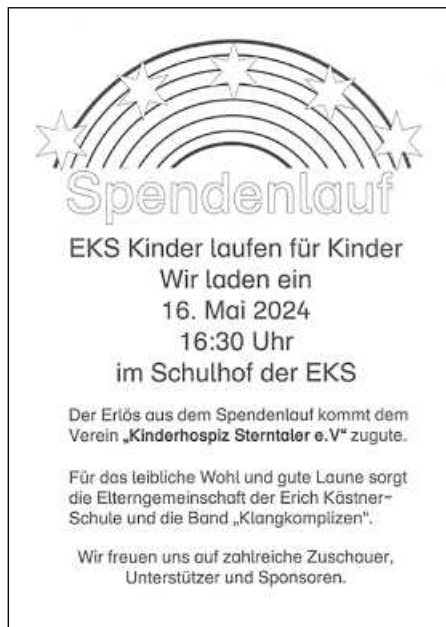 Spendenlauf
EKS Kinder laufen für Kinder
Wir laden ein
16. Mai 2024
16:30 Uhr
im Schulhof der EKS
Der Erlös aus dem Spendenlauf kommt dem
Verein „Kinderhospiz Sterntaler e.V“ zugute.
Für das leibliche Wohl und gute Laune sorgt
die Elterngemeinschaft der Erich Kästner-
Schule und die Band „Klangkomplizen“.
Wir freuen uns auf zahlreiche Zuschauer,
Unterstützer und Sponsoren.